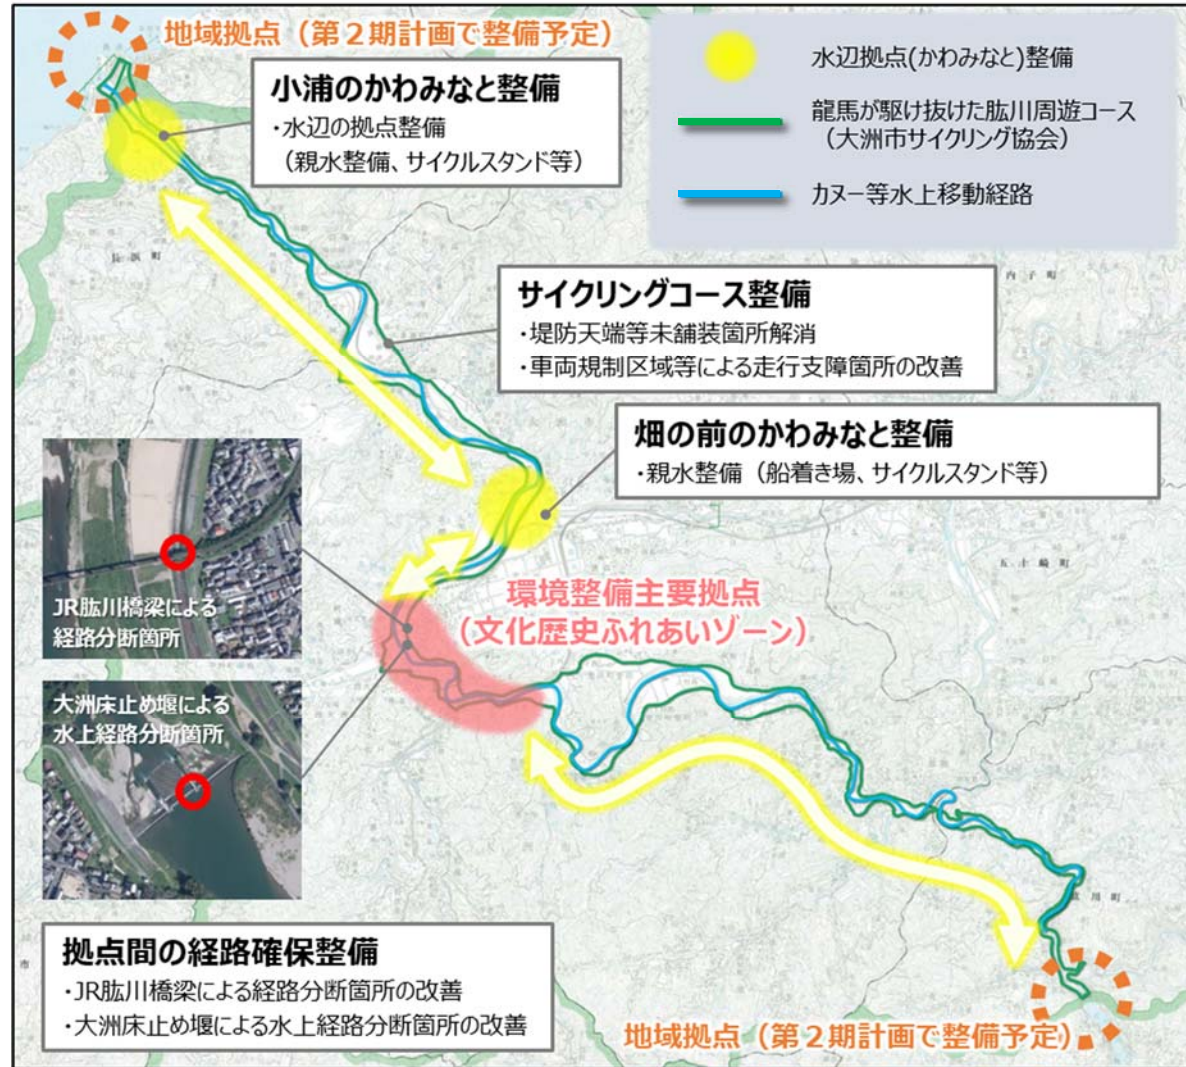 地域拠点（第２期計画で整備予定）
水辺拠点(かわみなと)整備
龍馬が駆け抜けた肱川周遊コース
（大洲市サイクリング協会）
カヌー等水上移動経路
小浦のかわみなと整備
・水辺の拠点整備
（親水整備、サイクルスタンド等）
長浜町
内子町
サイクリングコース整備
・堤防天端等未舗装箇所解消
・車両規制区域等による走行支障箇所の改善
畑の前のかわみなと整備
・親水整備（船着き場、サイクルスタンド等）
五十崎町
環境整備主要拠点
（文化歴史ふれあいゾーン）
JR肱川橋梁による
経路分断箇所
大洲床止め堰による
水上経路分断箇所
肱川町
市
拠点間の経路確保整備
・JR肱川橋梁による経路分断箇所の改善
・大洲床止め堰による水上経路分断箇所の改善
地域拠点（第２期計画で整備予定）